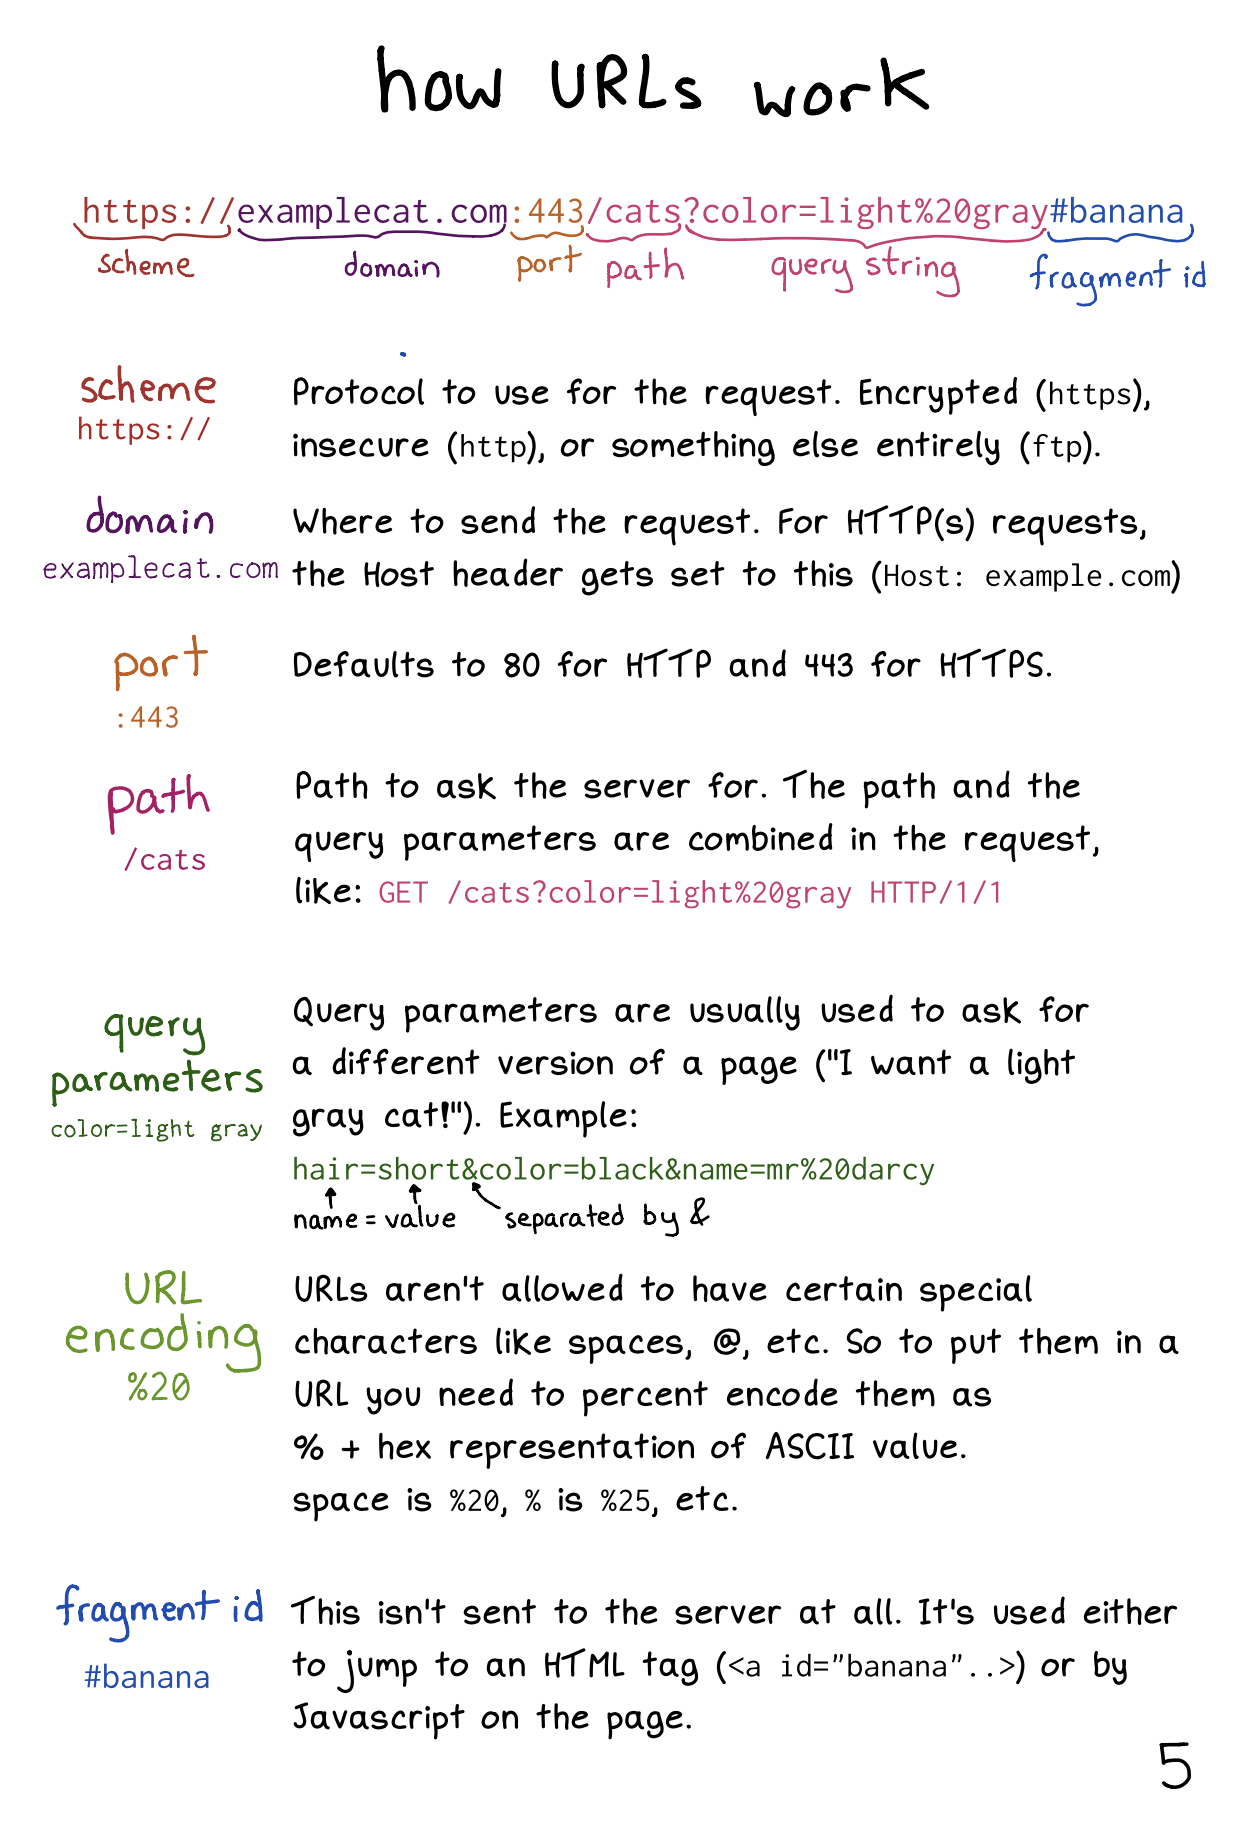 how URLs work
https://examplecat.com:443/cats?color=light%20gray#banana
scheme domain port path query string fragment id
scheme
https://
Protocol to use for the request. Encrypted (https),
insecure (http), or something else entirely (ftp).
domain
examplecat.com
Where to send the request. For HTTP(s) requests,
the Host header gets set to this (Host: example.com)
port
:443
Defaults to 80 for HTTP and 443 for HTTPS.
path
/cats
Path to ask the server for. The path and the
query parameters are combined in the request,
like: GET /cats?color=light%20gray HTTP/1/1
query
parameters
color=light gray
Query parameters are usually used to ask for
a different version of a page ("I want a light
gray cat!"). Example:
hair=short&color=black&name=mr%20darcy
name = value separated by &
URL
encoding
%20
URLs aren't allowed to have certain special
characters like spaces, @, etc. So to put them in a
URL you need to percent encode them as
% + hex representation of ASCII value.
space is %20, % is %25, etc.
fragment id
#banana
This isn't sent to the server at all. It's used either
to jump to an HTML tag (<a id="banana"..>) or by
Javascript on the page.
5